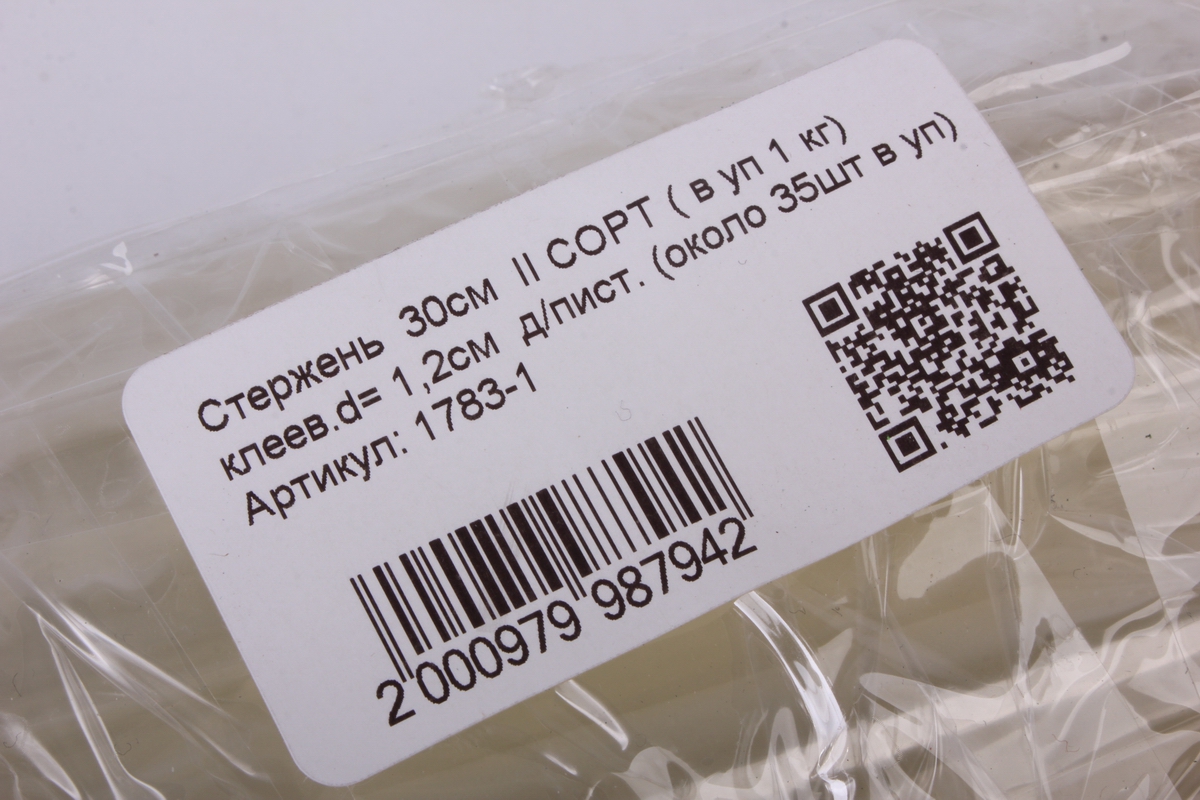 Стержень 30см II СОРТ ( в уп 1 кг)
клеев.d= 1,2см д/пист. (около 35шт в уп)
Артикул: 1783-1
2 000979 987942